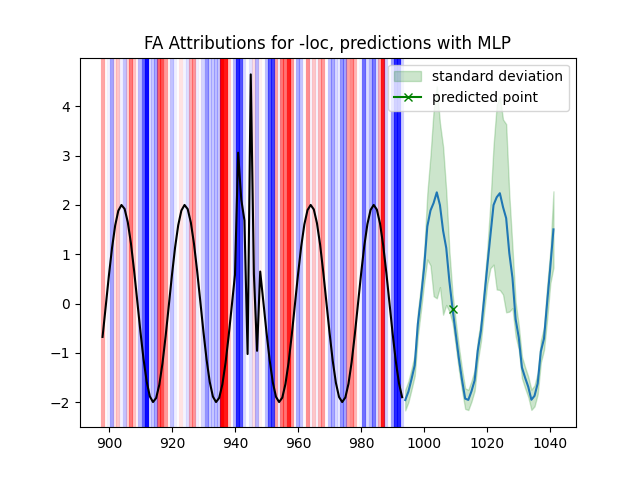 FA Attributions for -loc, predictions with MLP
standard deviation
predicted point
4
3
2
1
0
−1
−2
900 920 940 960 980 1000 1020 1040